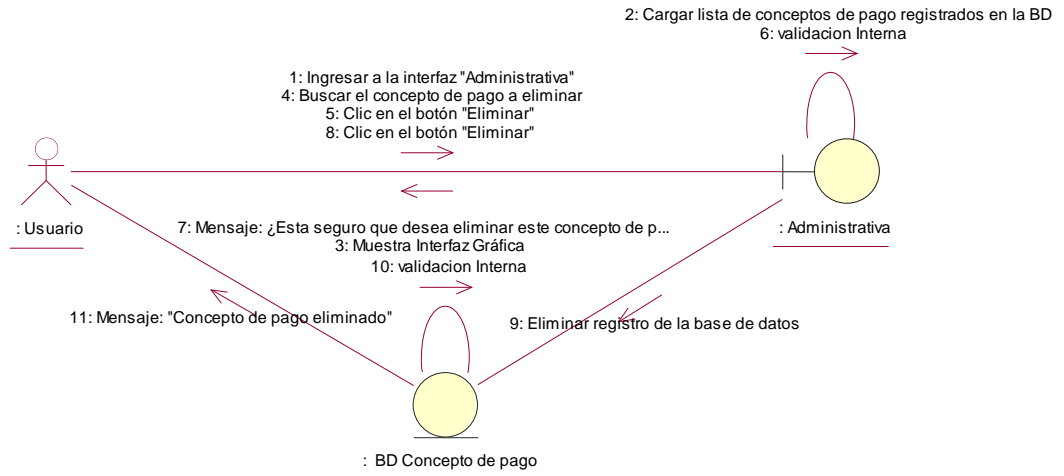 2: Cargar lista de conceptos de pago registrados en la BD
6: validacion Interna
1: Ingresar a la interfaz "Administrativa"
4: Buscar el concepto de pago a eliminar
5: Clic en el botón "Eliminar"
8: Clic en el botón "Eliminar"
: Usuario
: Administrativa
7: Mensaje: ¿Esta seguro que desea eliminar este concepto de p...
3: Muestra Interfaz Gráfica
10: validacion Interna
11: Mensaje: "Concepto de pago eliminado"
9: Eliminar registro de la base de datos
: BD Concepto de pago